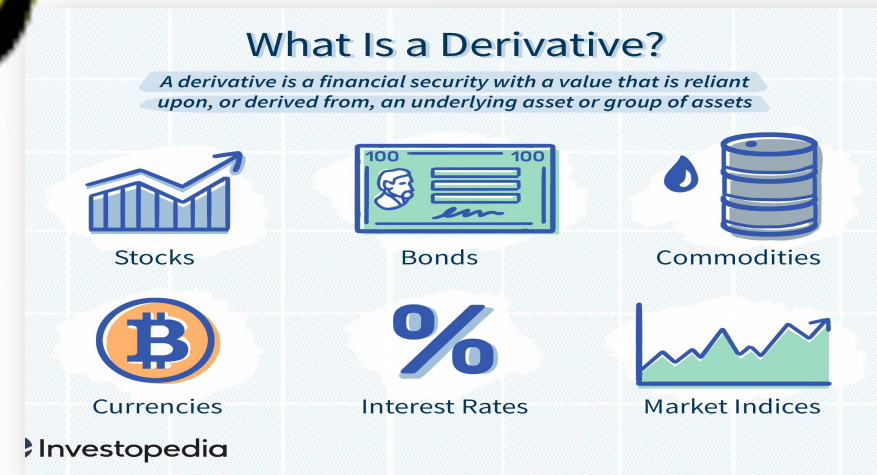 What Is a Derivative?
A derivative is a financial security with a value that is reliant
upon, or derived from, an underlying asset or group of assets
100 100
Stocks
Bonds
Commodities
B
Currencies
%
Interest Rates
Market Indices
Investopedia